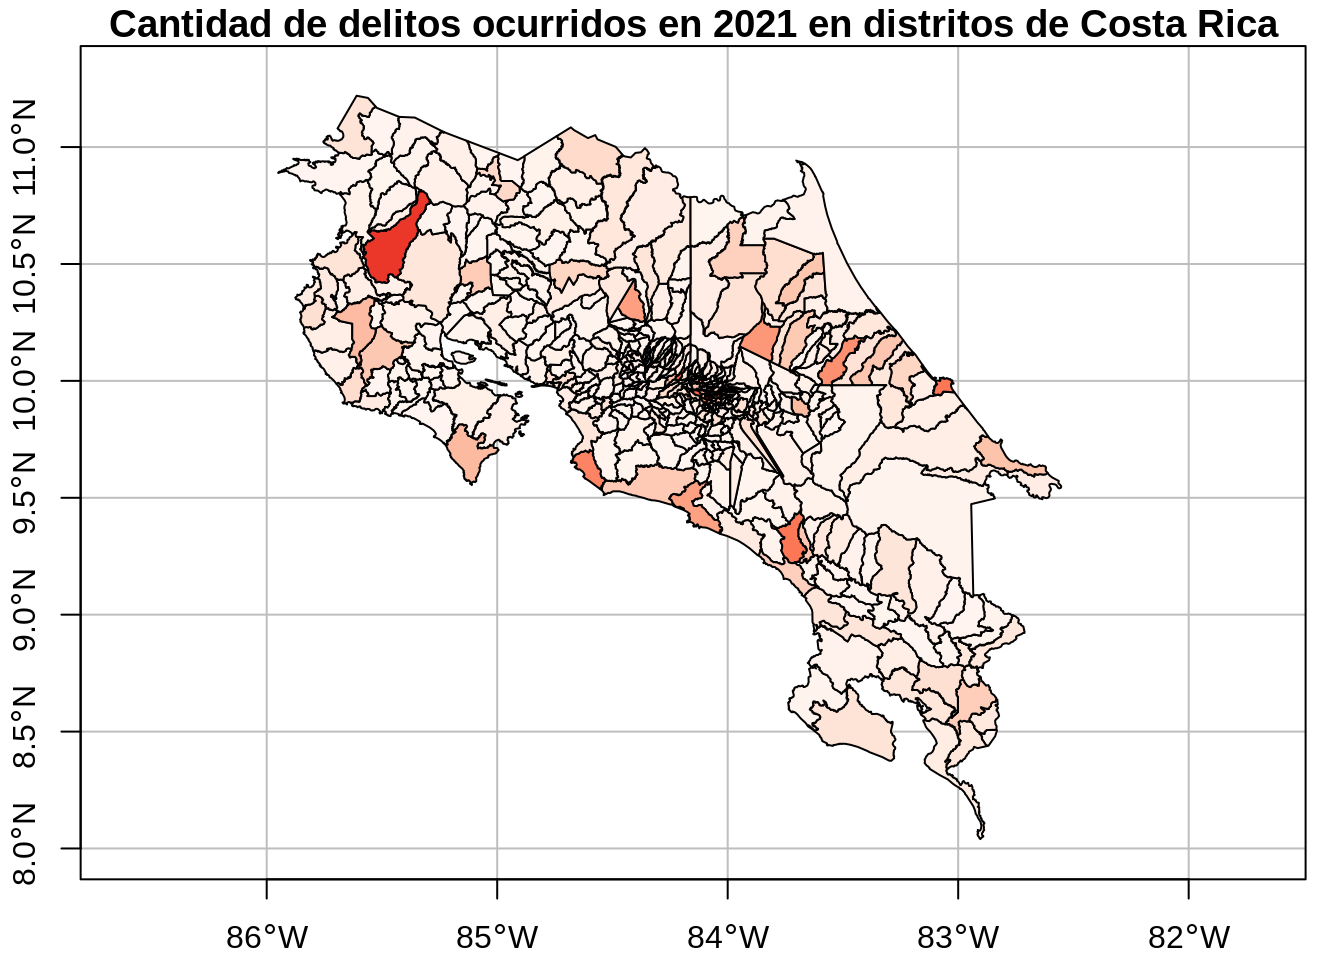 Cantidad de delitos ocurridos en 2021 en distritos de Costa Rica
11.0°N
10.5°N
10.0°N
9.5°N
9.0°N
8.5°N
8.0°N
86°W 85°W 84°W 83°W 82°W